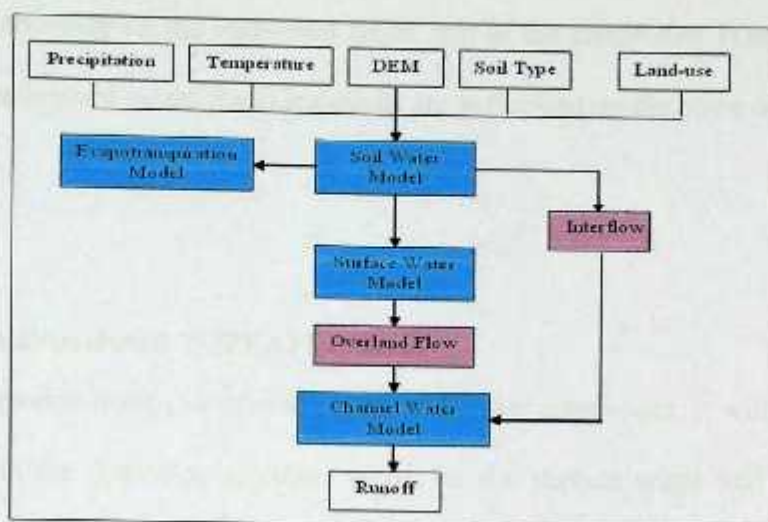 Precipitation
Temperature
DEM
Soil Type
Land-use
Evapotranspiration
Model
Soil Water
Model
Interflow
Surface Water
Model
Overland Flow
Channel Water
Model
Runoff